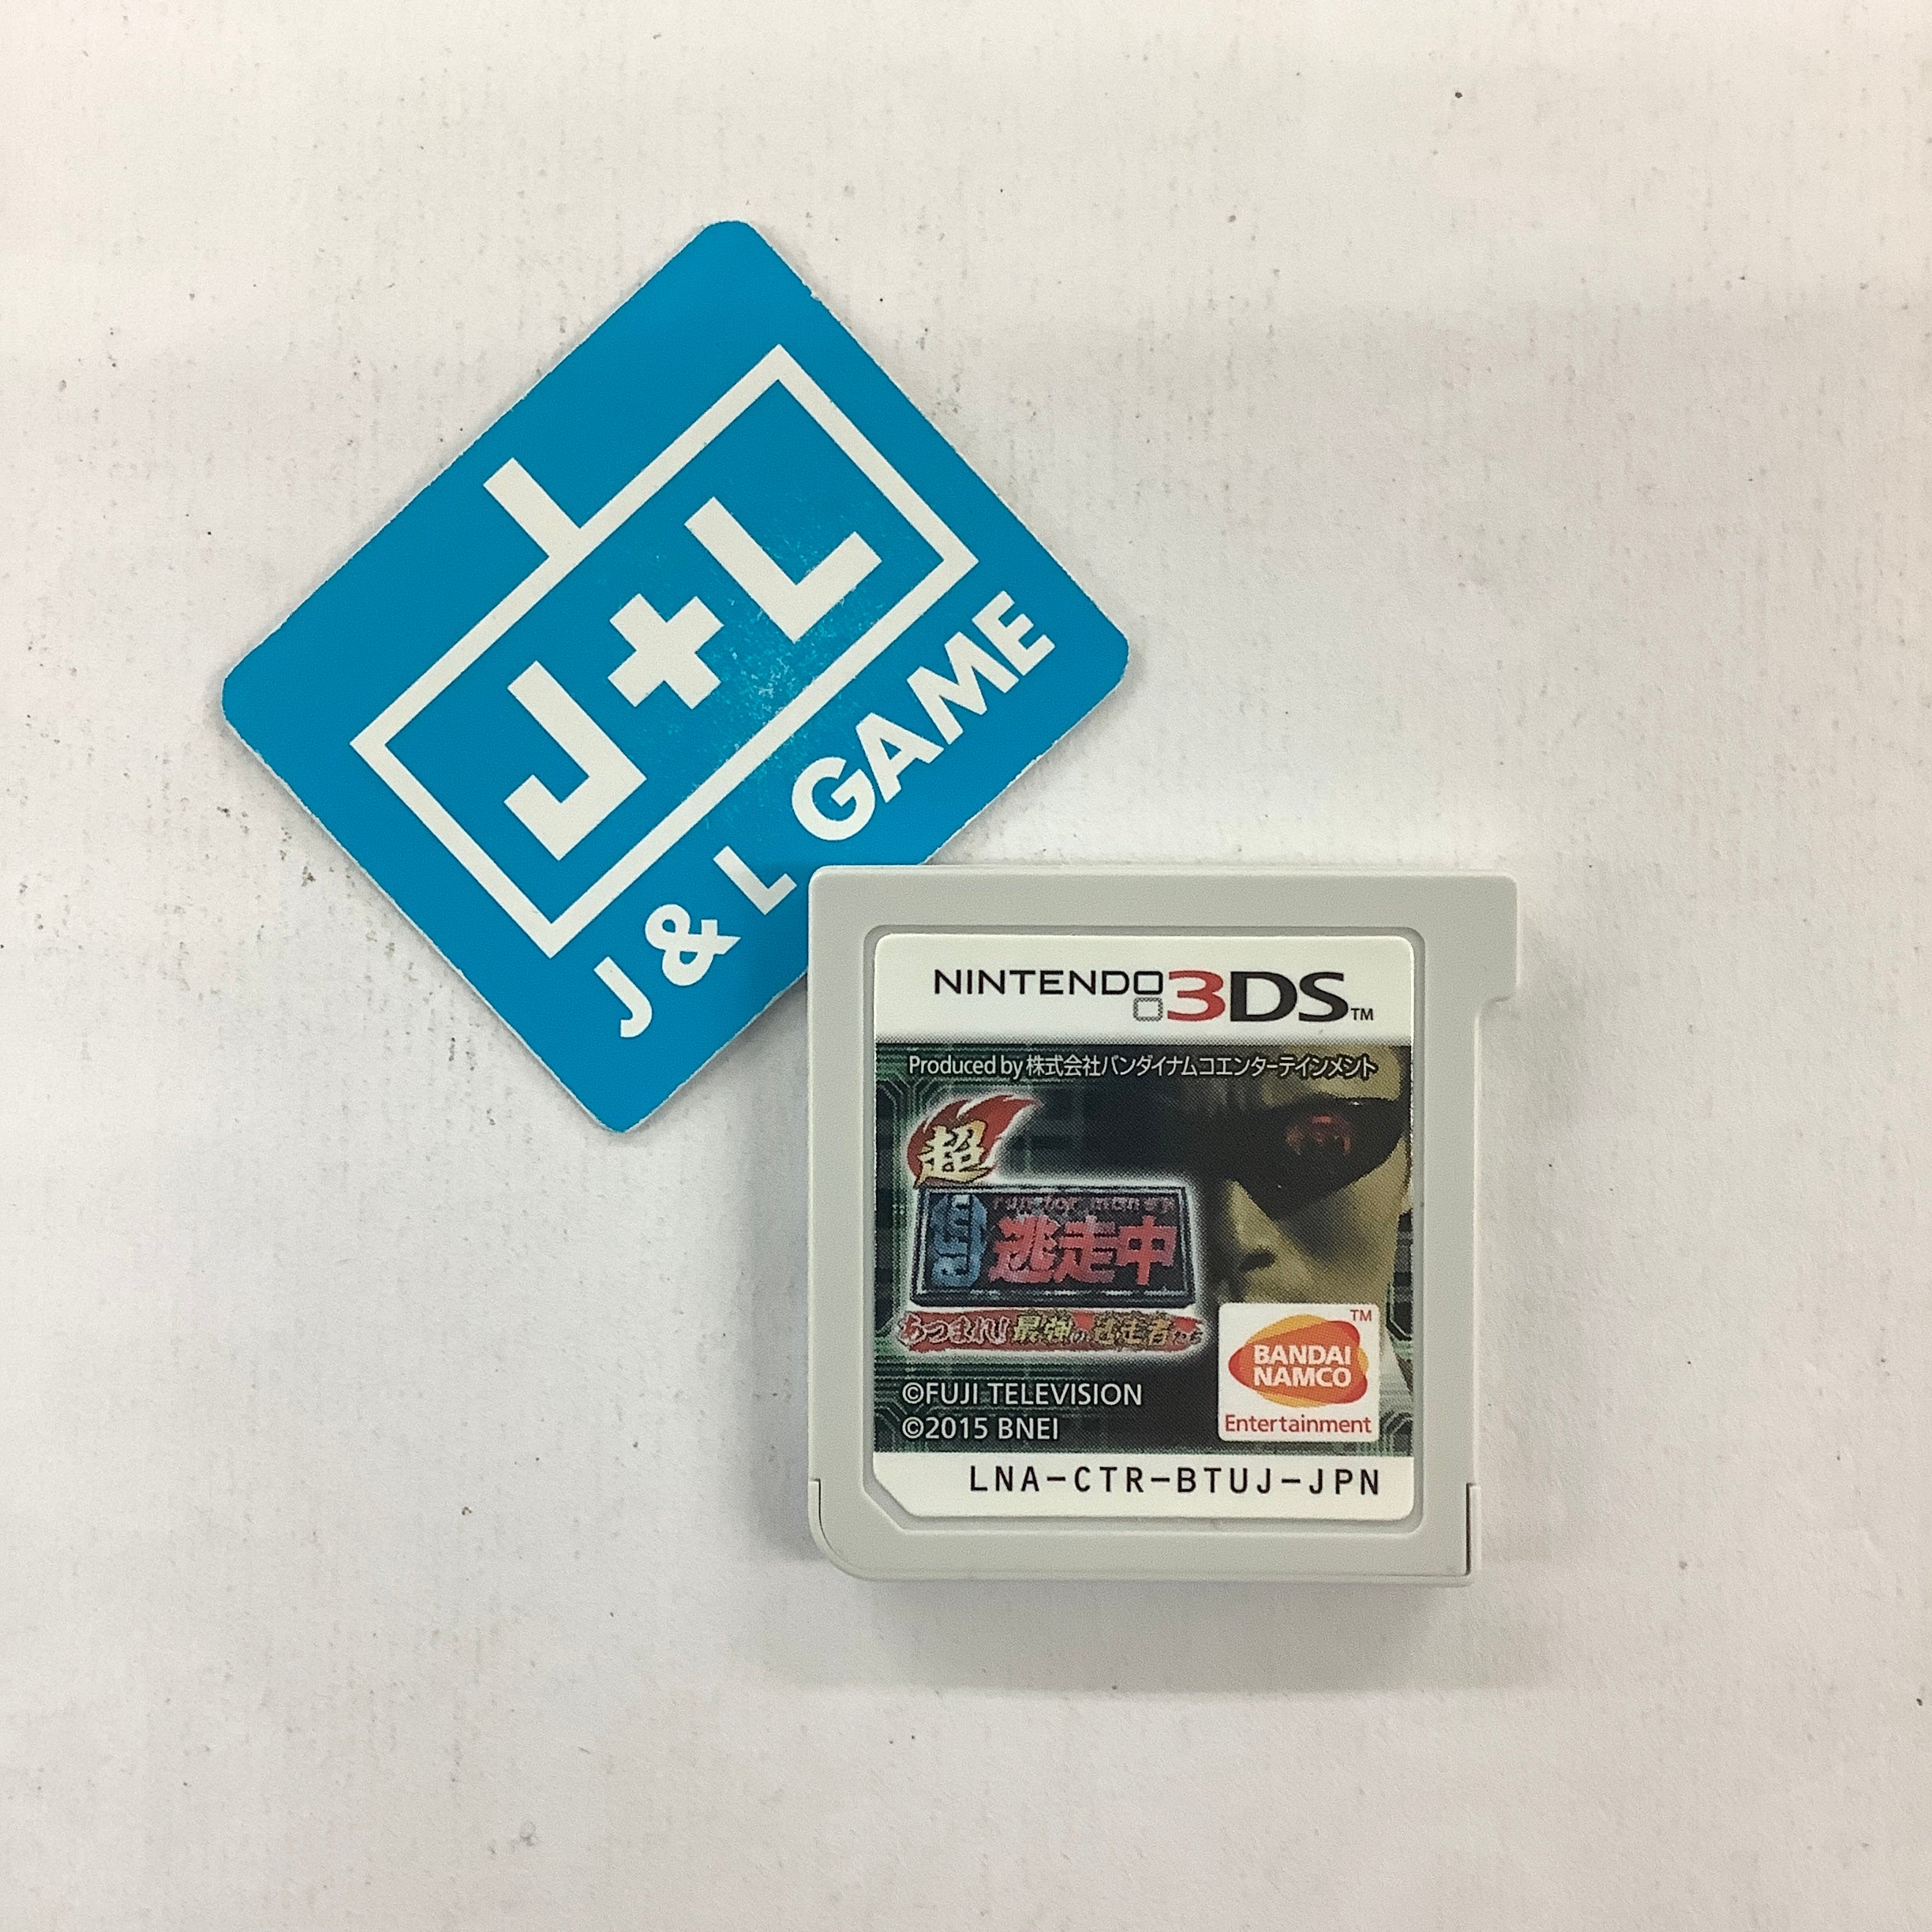 J+L
J & L GAME
NINTENDO 3DS™
Produced by 株式会社バンダイナムコエンターテインメント
超
run for money
逃走中
あつまれ!最強の逃走者たち
©FUJI TELEVISION
©2015 BNEI
BANDAI
NAMCO
TM
Entertainment
LNA-CTR-BTUJ-JPN